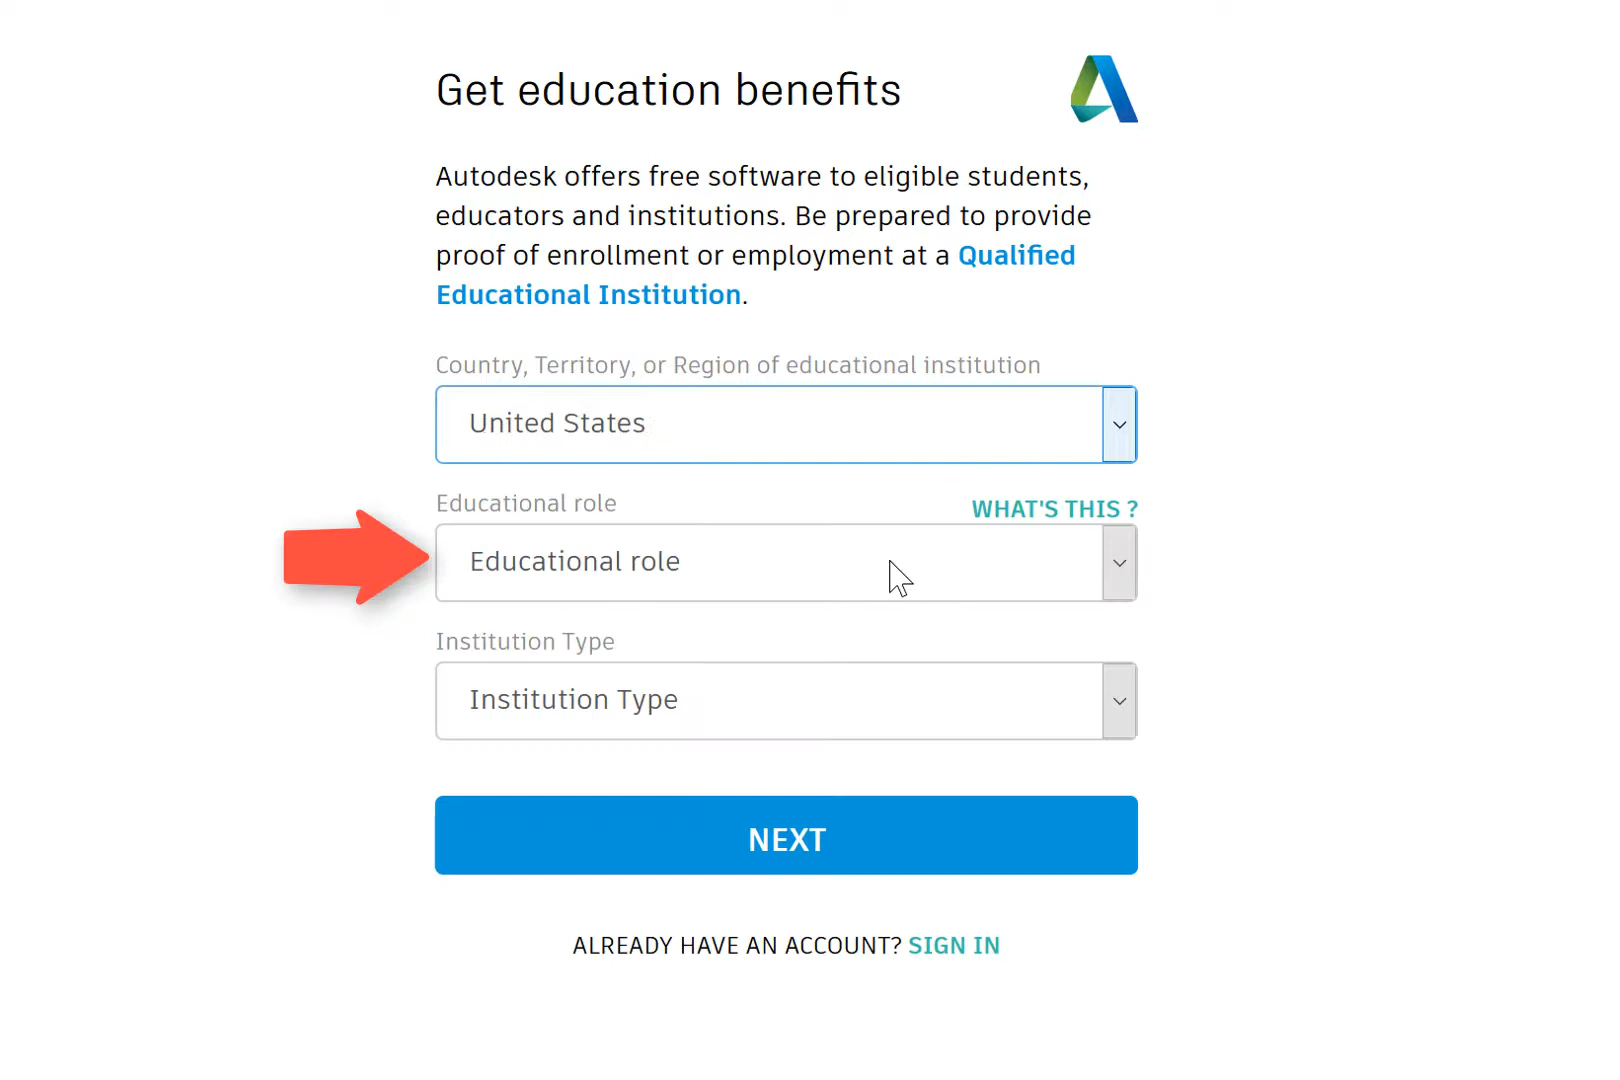 Get education benefits
Autodesk offers free software to eligible students,
educators and institutions. Be prepared to provide
proof of enrollment or employment at a Qualified
Educational Institution.
Country, Territory, or Region of educational institution
United States
Educational role
WHAT'S THIS ?
Educational role
Institution Type
Institution Type
NEXT
ALREADY HAVE AN ACCOUNT? SIGN IN